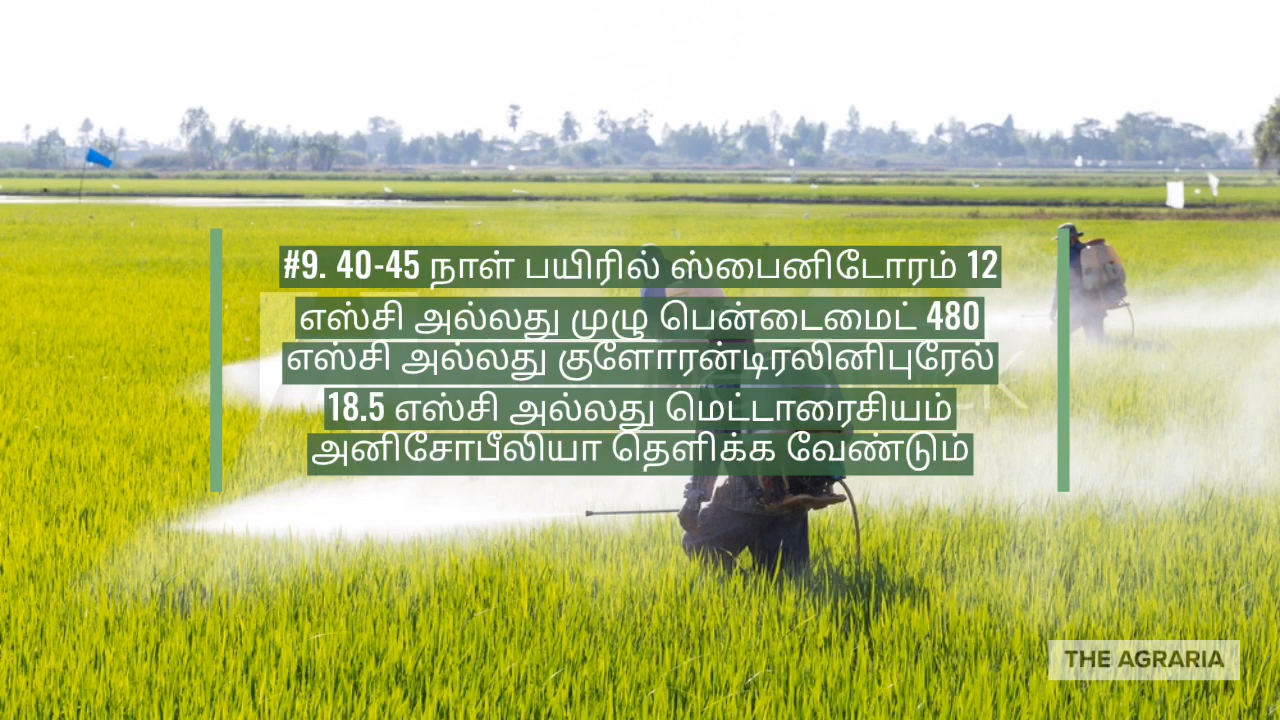 #9. 40-45 நாள் பயிரில் ஸ்பைனிடோரம் 12
எஸ்சி அல்லது முழு பென்டைமைட் 480
எஸ்சி அல்லது குளோரன்டிரலினிபுரேல்
18.5 எஸ்சி அல்லது மெட்டாரைசியம்
அனிசோபீலியா தெளிக்க வேண்டும்
THE AGRARIA